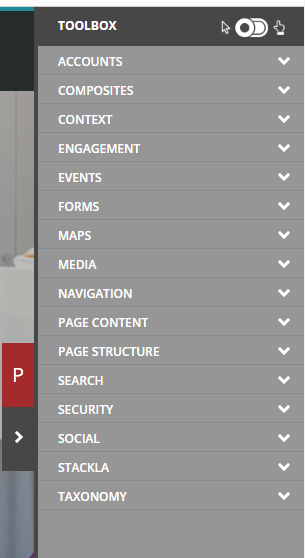 TOOLBOX
ACCOUNTS
COMPOSITES
CONTEXT
ENGAGEMENT
EVENTS
FORMS
MAPS
MEDIA
NAVIGATION
PAGE CONTENT
PAGE STRUCTURE
P
SEARCH
SECURITY
SOCIAL
STACKLA
TAXONOMY